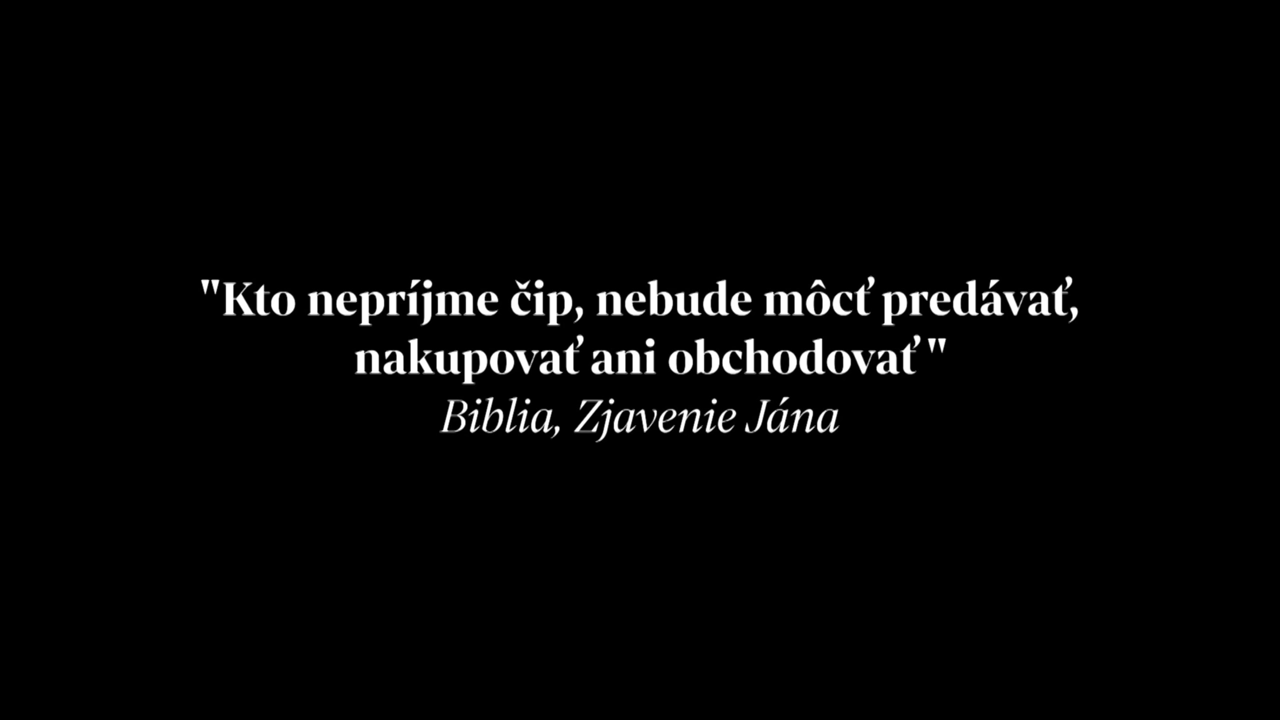 "Kto nepríjme čip, nebude môcť predávať,
nakupovať ani obchodovať"
Biblia, Zjavenie Jána